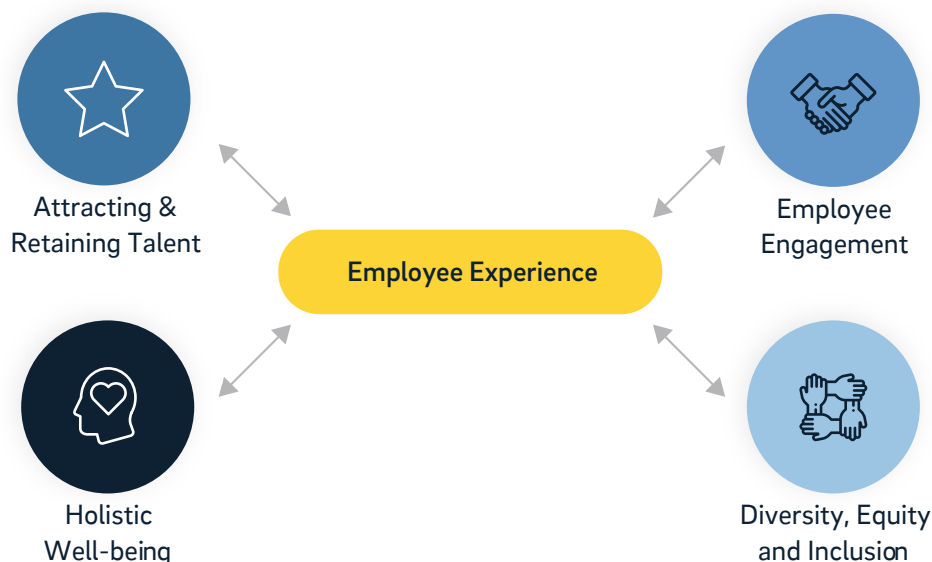 Attracting &
Retaining Talent
Employee
Engagement
Employee Experience
Holistic
Well-being
Diversity, Equity
and Inclusion